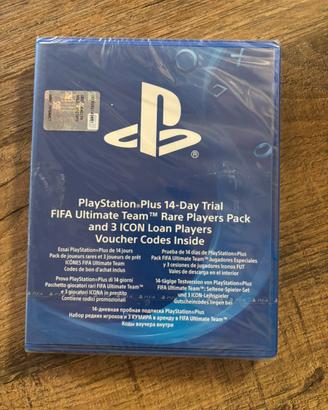 PlayStation®Plus 14-Day Trial
FIFA Ultimate Team™ Rare Players Pack
and 3 ICON Loan Players
Voucher Codes Inside
Essai PlayStation®Plus de 14 jours
Pack de joueurs rares et 3 joueurs de prêt
ICÔNES FIFA Ultimate Team
Codes de bon d'achat inclus
Prueba de 14 días de PlayStation®Plus
Pack FIFA Ultimate Team™ Jugadores Especiales
y 3 cesiones de jugadores Iconos FUT
Vales de descarga en el interior
Prova PlayStation®Plus di 14 giorni
Pacchetto giocatori rari FIFA Ultimate Team™
e 3 giocatori ICONA in prestito
Contiene codici promozionali
14-tägige Testversion von PlayStation®Plus
FIFA Ultimate Team™: Seltene-Spieler-Set
und 3 ICON-Leihspieler
Gutscheincodes liegen bei
14-дневная пробная подписка PlayStation®Plus
Набор редких игроков и 3 КУМИРА в аренду в FIFA Ultimate Team™
Коды ваучера внутри